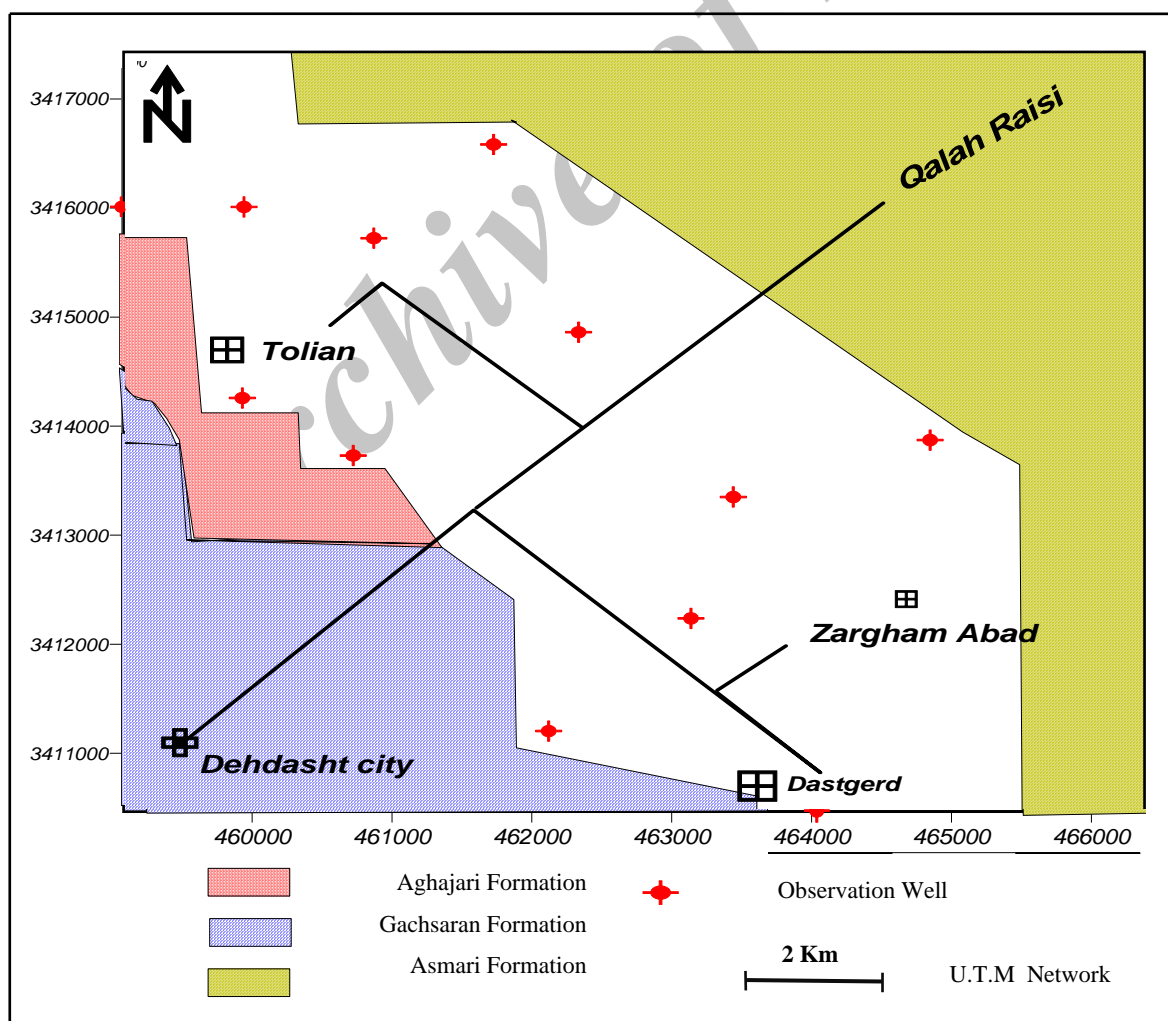 N
3417000
3416000
3415000
3414000
3413000
3412000
3411000
Qalah Raisi
Tolian
Zargham Abad
Dehdasht city
Dastgerd
460000 461000 462000 463000 464000 465000 466000
Aghajari Formation
Observation Well
Gachsaran Formation
Asmari Formation
2 Km
U.T.M Network